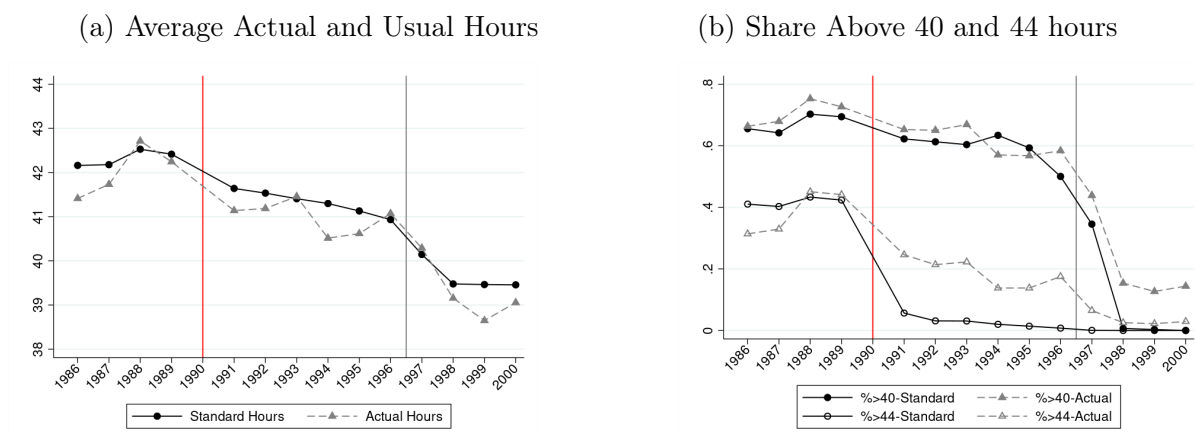 (a) Average Actual and Usual Hours
44
43
42
41
40
39
38
1986 1987 1988 1989 1990 1991 1992 1993 1994 1995 1996 1997 1998 1999 2000
Standard Hours Actual Hours
(b) Share Above 40 and 44 hours
.8
.6
.4
.2
0
1986 1987 1988 1989 1990 1991 1992 1993 1994 1995 1996 1997 1998 1999 2000
%>40-Standard %>40-Actual
%>44-Standard %>44-Actual